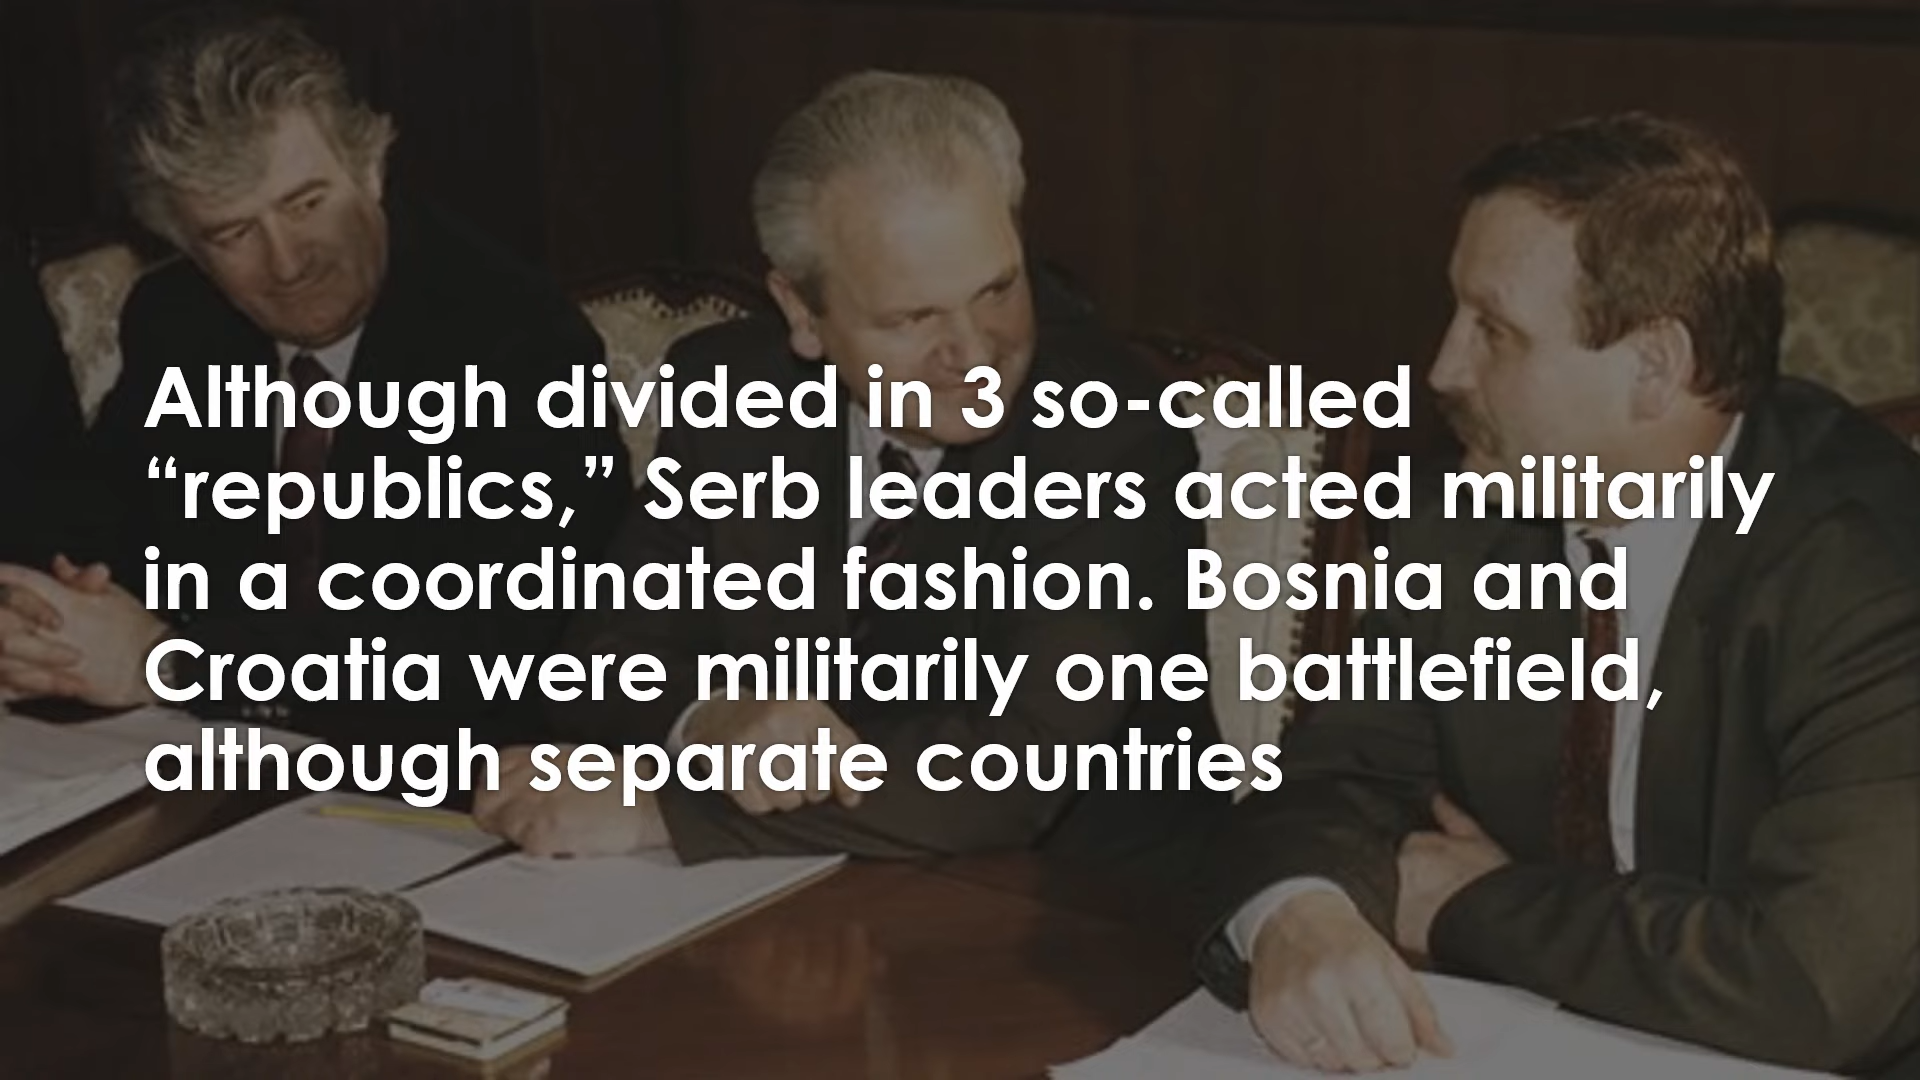 Although divided in 3 so-called
“republics,” Serb leaders acted militarily
in a coordinated fashion. Bosnia and
Croatia were militarily one battlefield,
although separate countries